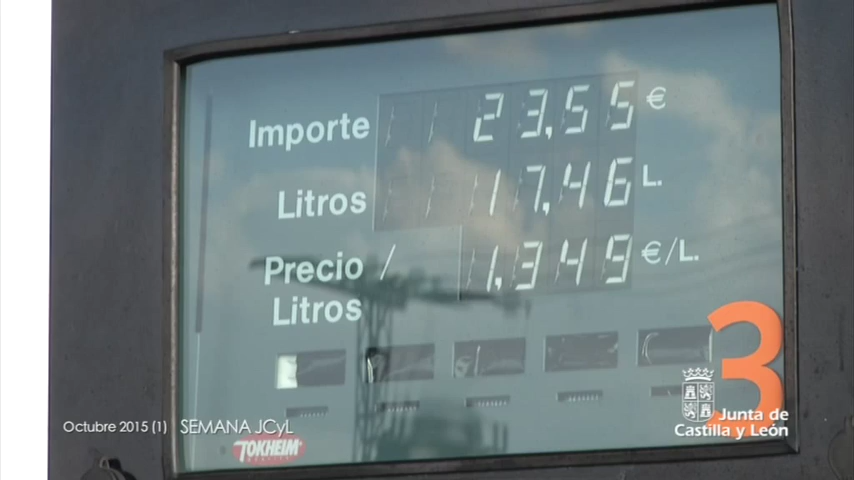 Importe 23,55 €
Litros 17,46 L.
Precio / 1,349 €/L.
Litros
3
Octubre 2015 (1) SEMANA JCyL
TOKHEIM
Junta de
Castilla y León